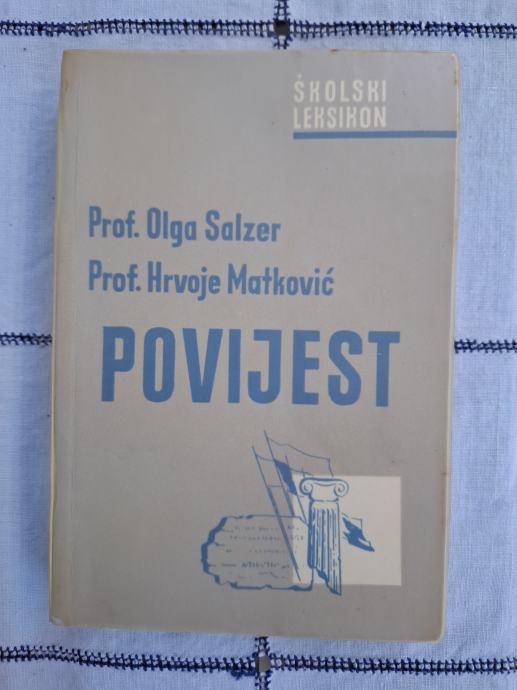 ŠKOLSKI
LEKSIKON
Prof. Olga Salzer
Prof. Hrvoje Matković
POVIJEST